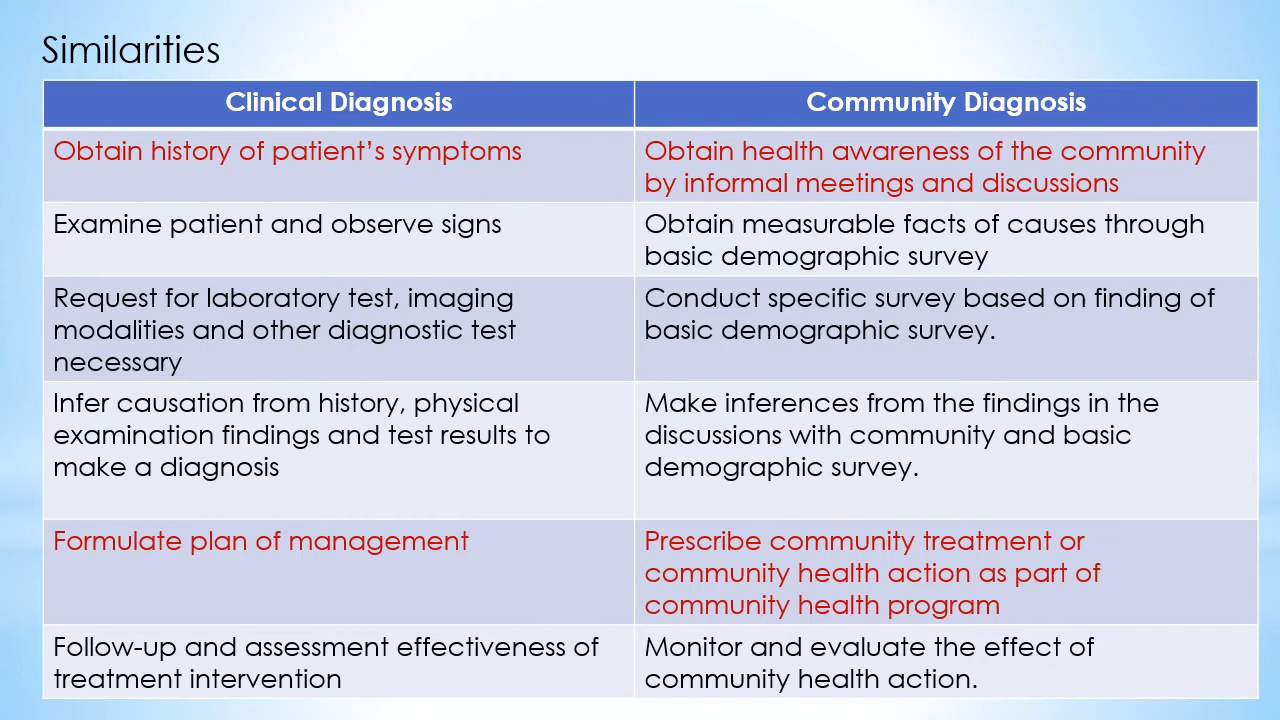 Similarities
Clinical Diagnosis
Community Diagnosis
Obtain history of patient’s symptoms
Obtain health awareness of the community
by informal meetings and discussions
Examine patient and observe signs
Obtain measurable facts of causes through
basic demographic survey
Request for laboratory test, imaging
modalities and other diagnostic test
necessary
Conduct specific survey based on finding of
basic demographic survey.
Infer causation from history, physical
examination findings and test results to
make a diagnosis
Make inferences from the findings in the
discussions with community and basic
demographic survey.
Formulate plan of management
Prescribe community treatment or
community health action as part of
community health program
Follow-up and assessment effectiveness of
treatment intervention
Monitor and evaluate the effect of
community health action.